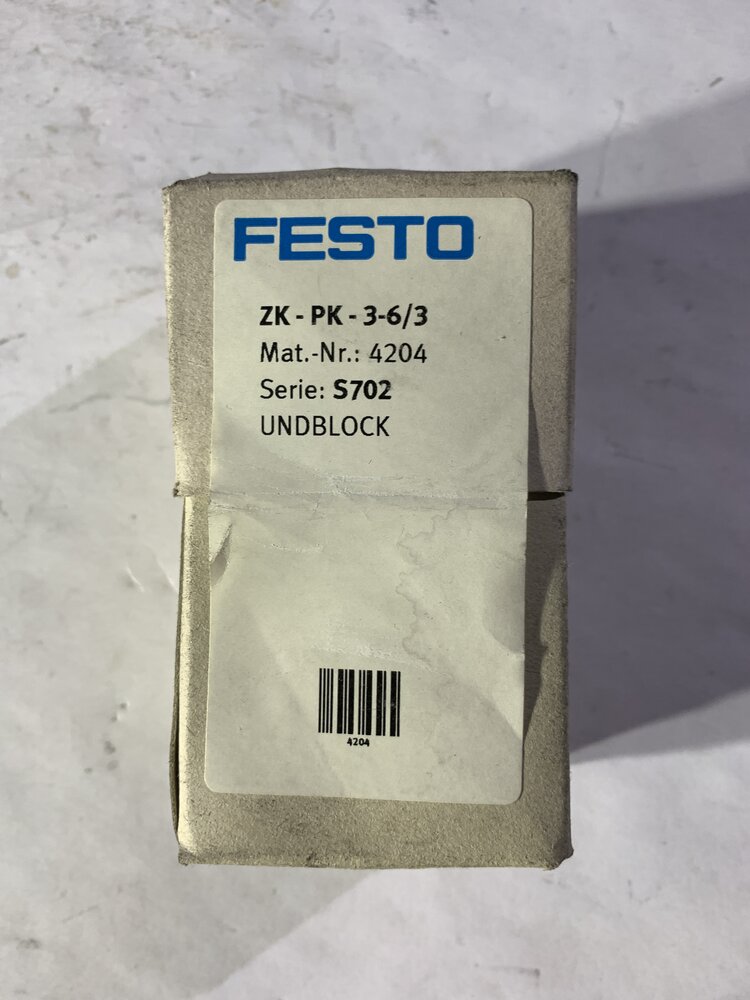 FESTO
ZK - PK - 3-6/3
Mat.-Nr.: 4204
Serie: S702
UNDBLOCK
4204